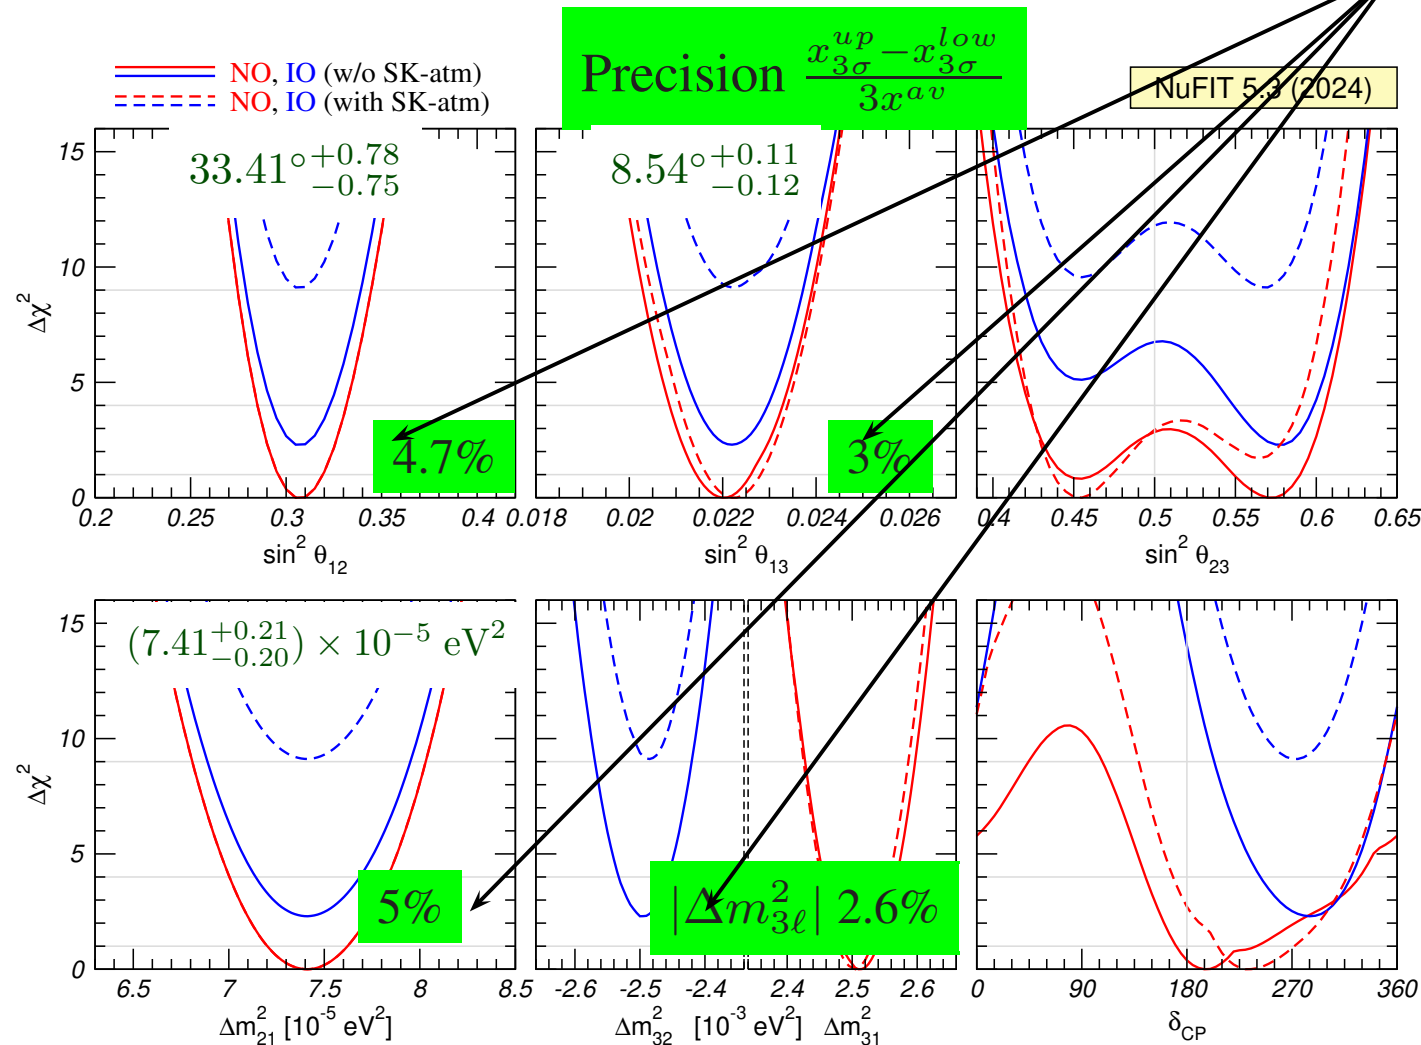 Precision \frac{x_{3σ}^{up} − x_{3σ}^{low}}{3x^{av}}
NO, IO (w/o SK-atm)
NO, IO (with SK-atm)
NuFIT 5.3 (2024)
33.41°^{+0.78}_{−0.75}
8.54°^{+0.11}_{−0.12}
15
10
5
0
Δχ²
4.7%
3%
0.2 0.25 0.3 0.35 0.4
0.018 0.02 0.022 0.024 0.026
0.4 0.45 0.5 0.55 0.6 0.65
sin² θ₁₂
sin² θ₁₃
sin² θ₂₃
(7.41^{+0.21}_{−0.20}) × 10^{−5} eV²
15
10
5
0
Δχ²
5%
|Δm²_{3ℓ}| 2.6%
6.5 7 7.5 8 8.5
-2.6 -2.5 -2.4 2.4 2.5 2.6
0 90 180 270 360
Δm²₂₁ [10⁻⁵ eV²]
Δm²₃₂ [10⁻³ eV²] Δm²₃₁
δ_CP